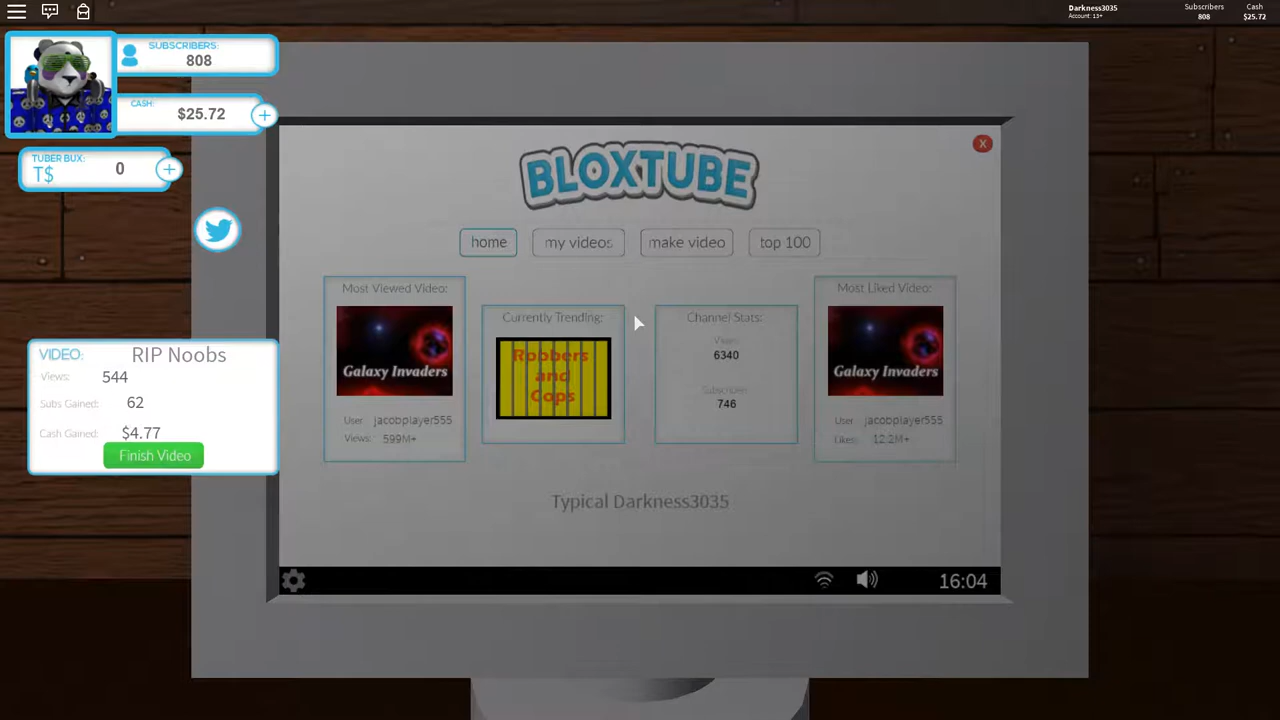 Darkness3035
Account: 13+
Subscribers
808
Cash
$25.72
SUBSCRIBERS:
808
CASH:
$25.72
TUBER BUX:
T$
0
BLOXTUBE
home
my videos
make video
top 100
Most Viewed Video:
Galaxy Invaders
User jacobplayer555
Views: 599M+
Currently Trending:
Robbers
and
Cops
Channel Stats:
Views
6340
Subscribers
746
Most Liked Video:
Galaxy Invaders
User jacobplayer555
Likes: 12.2M+
VIDEO: RIP Noobs
Views: 544
Subs Gained: 62
Cash Gained: $4.77
Finish Video
Typical Darkness3035
16:04